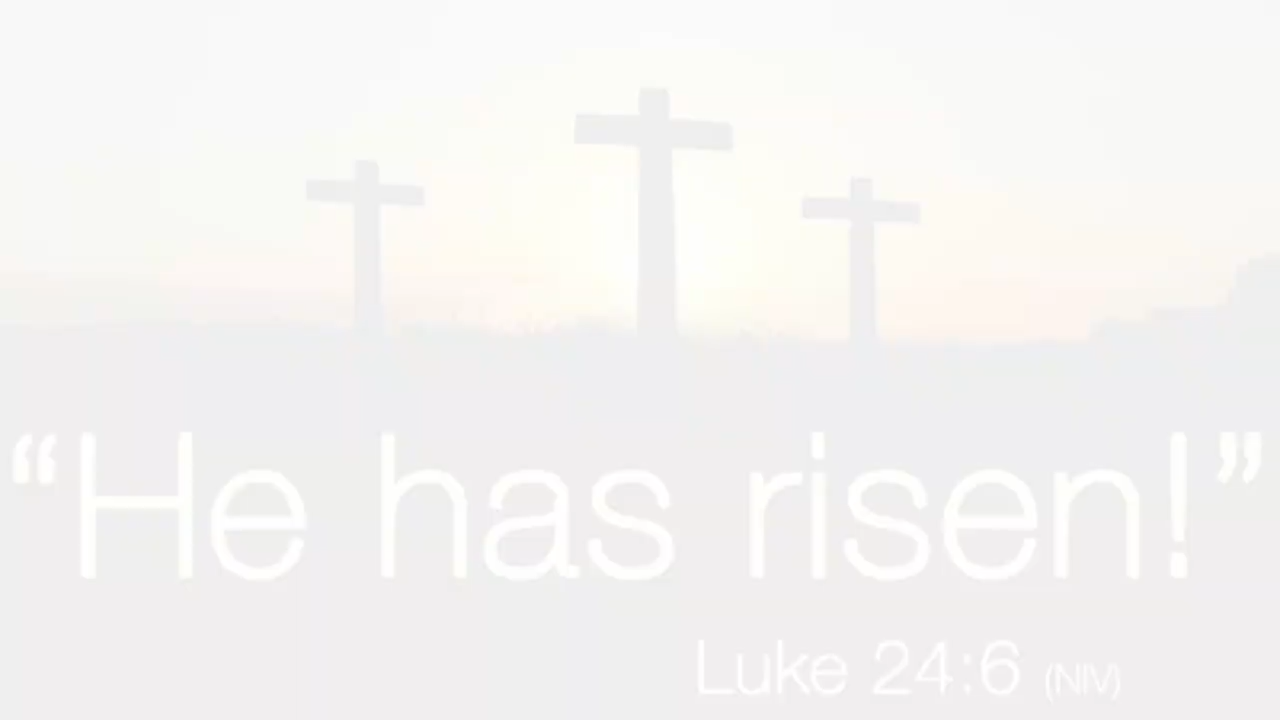 “He has risen!”
Luke 24:6 (NIV)